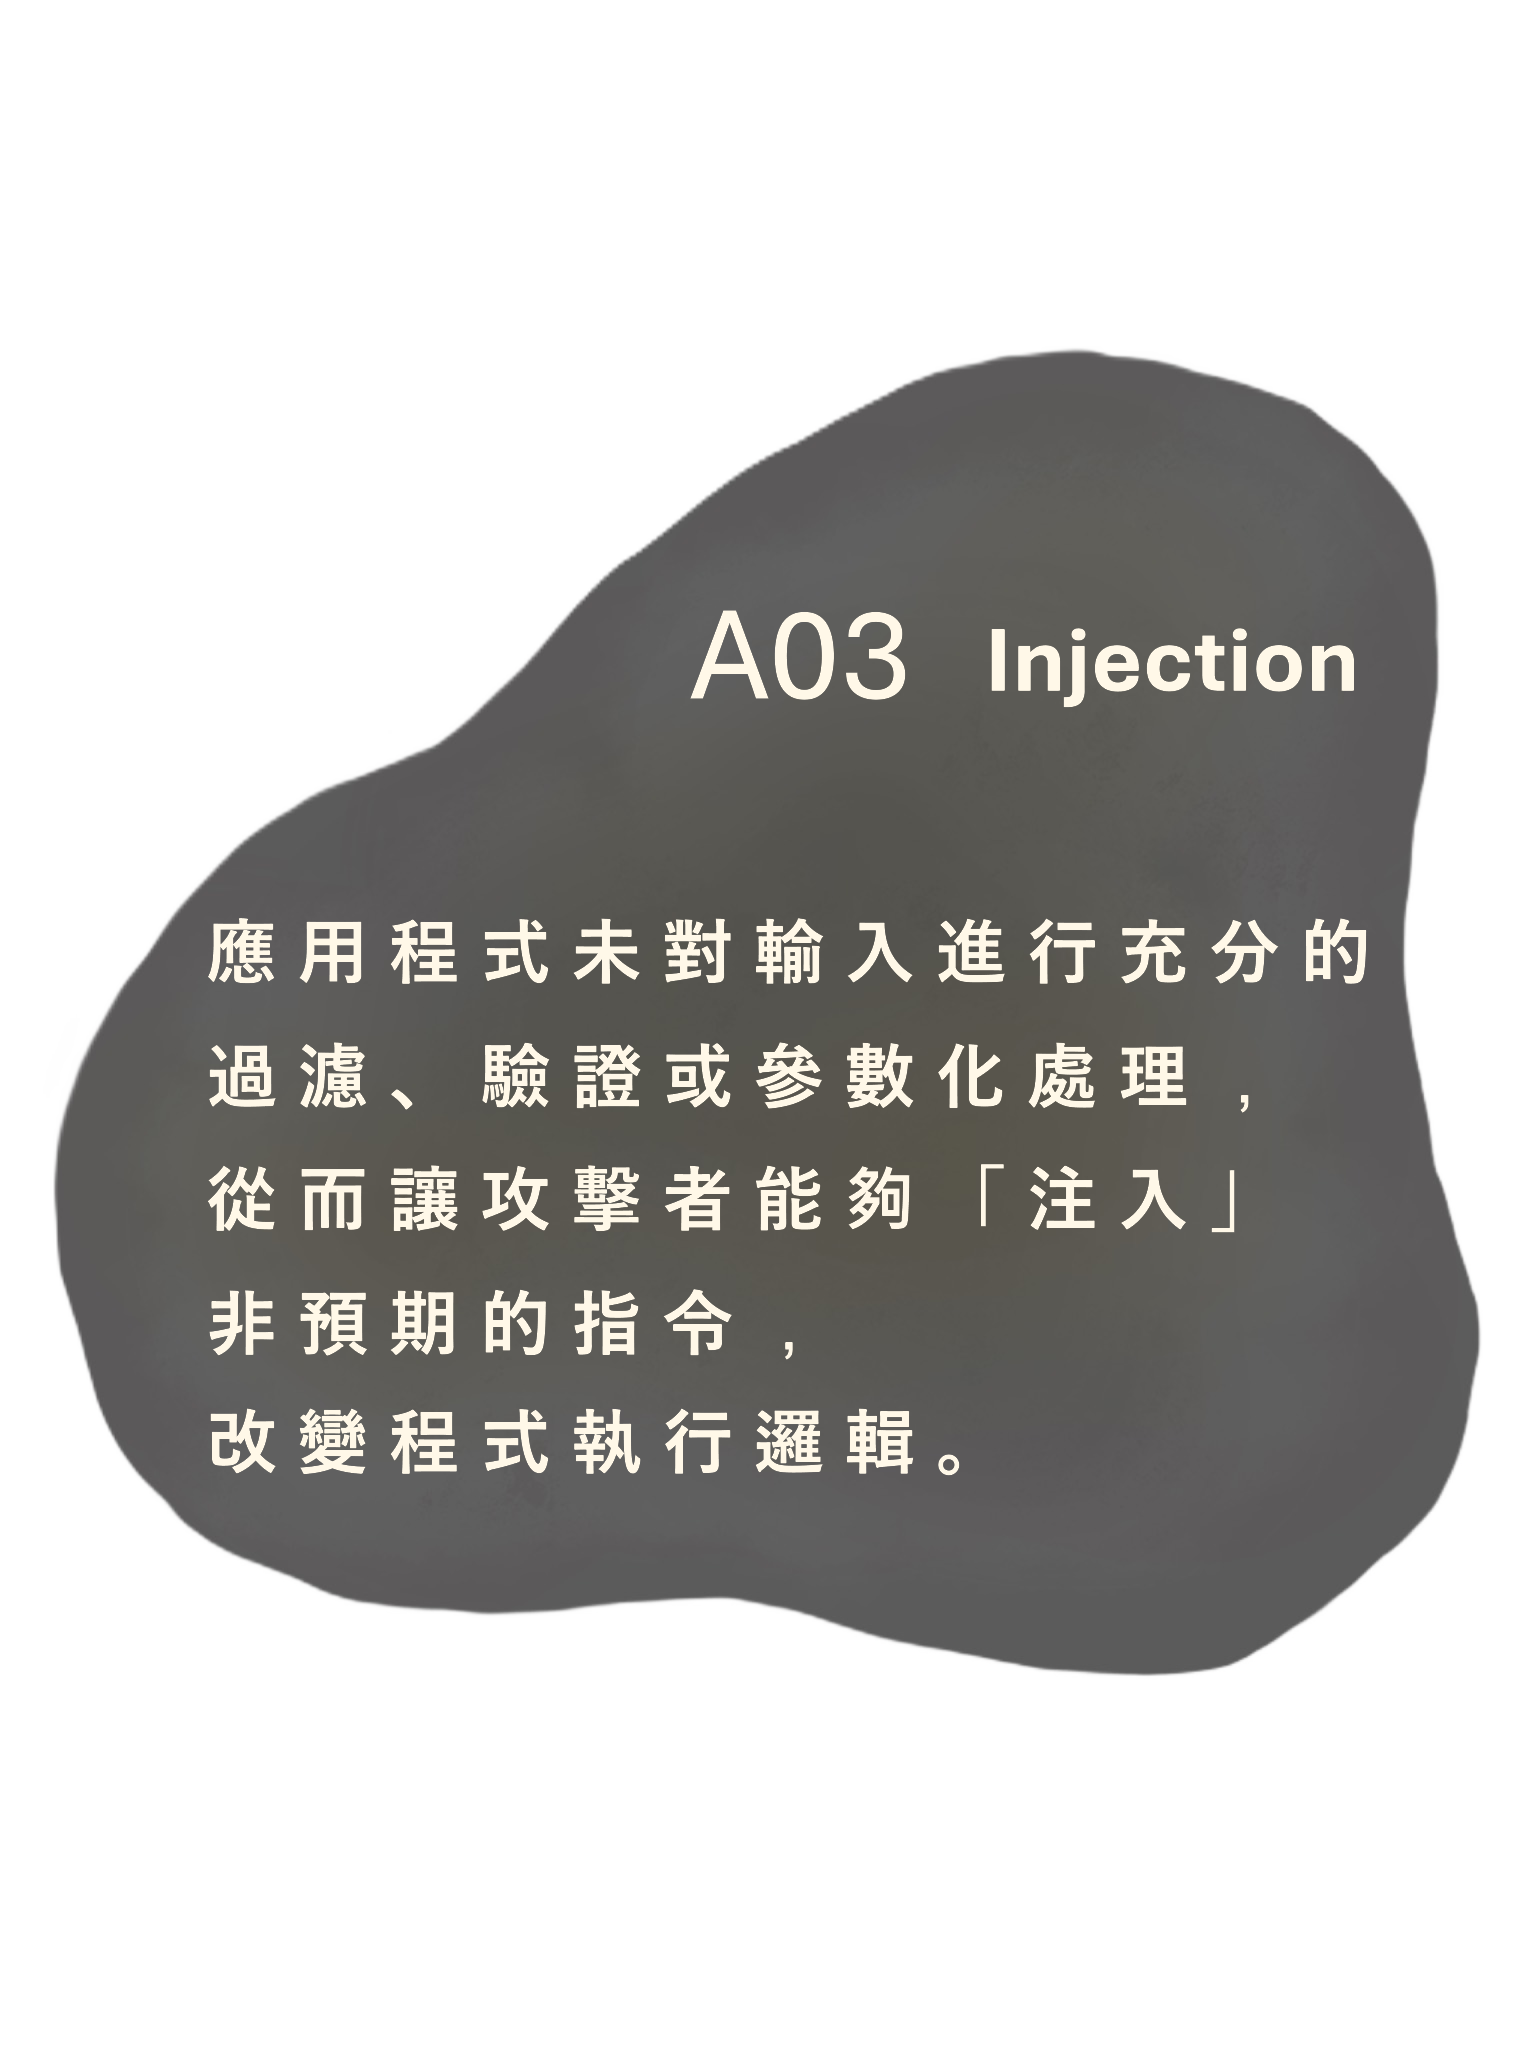 A03 Injection
應用程式未對輸入進行充分的
過濾、驗證或參數化處理，
從而讓攻擊者能夠「注入」
非預期的指令，
改變程式執行邏輯。